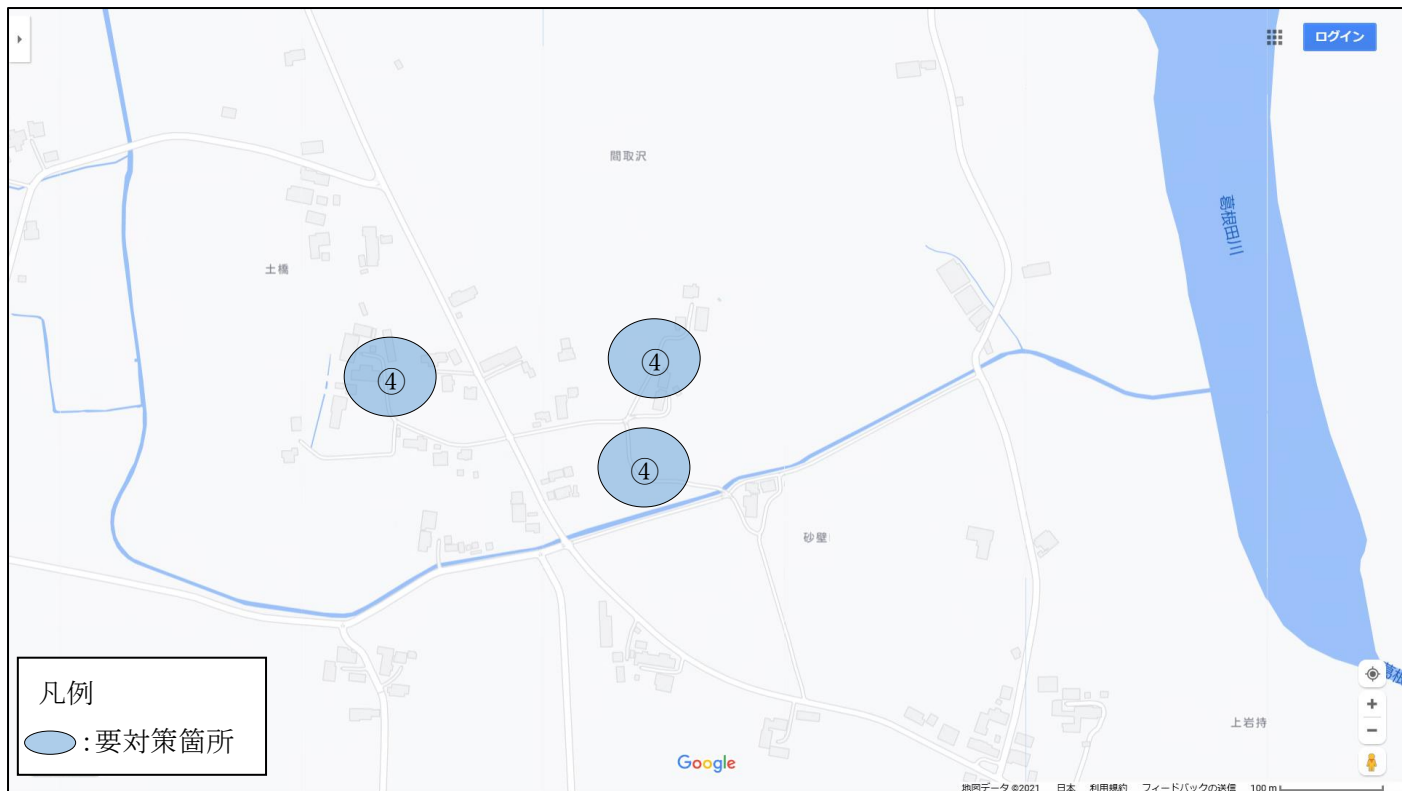 ログイン
間取沢
葛根田川
土橋
④
④
④
砂壁
凡例
:要対策箇所
上岩持
Google
地図データ ©2021 日本 利用規約 フィードバックの送信 100 m